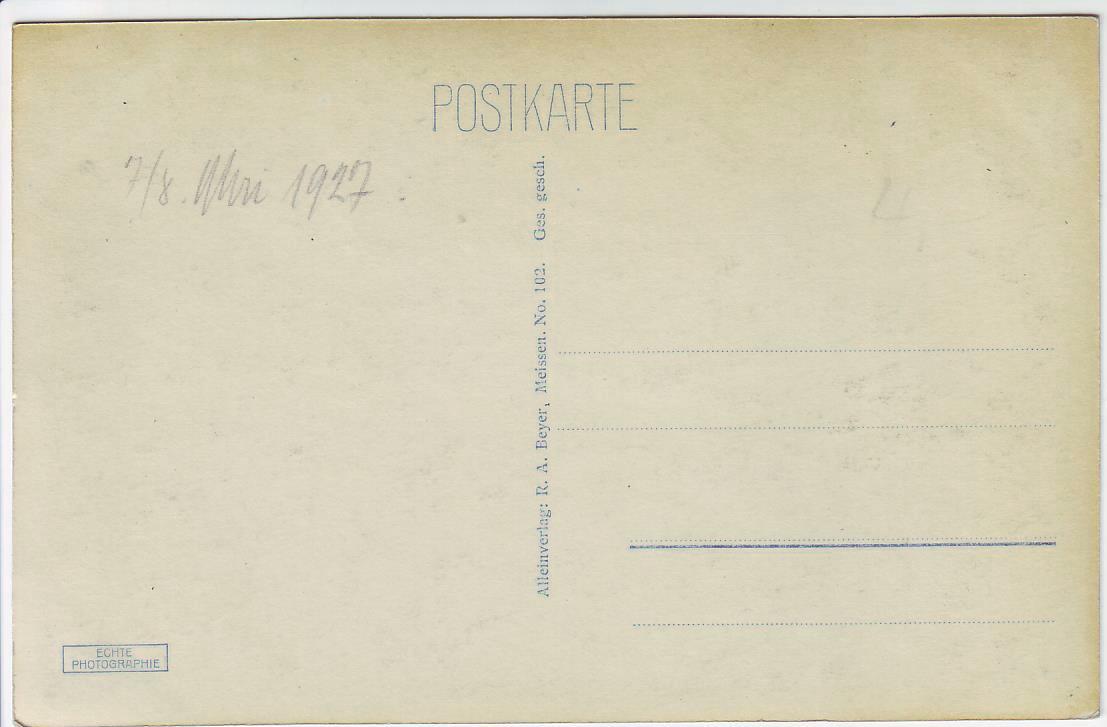 POSTKARTE
7/8. Mai 1927
Alleinverlag: R. A. Beyer, Meissen. No. 102. Ges. gesch.
ECHTE
PHOTOGRAPHIE